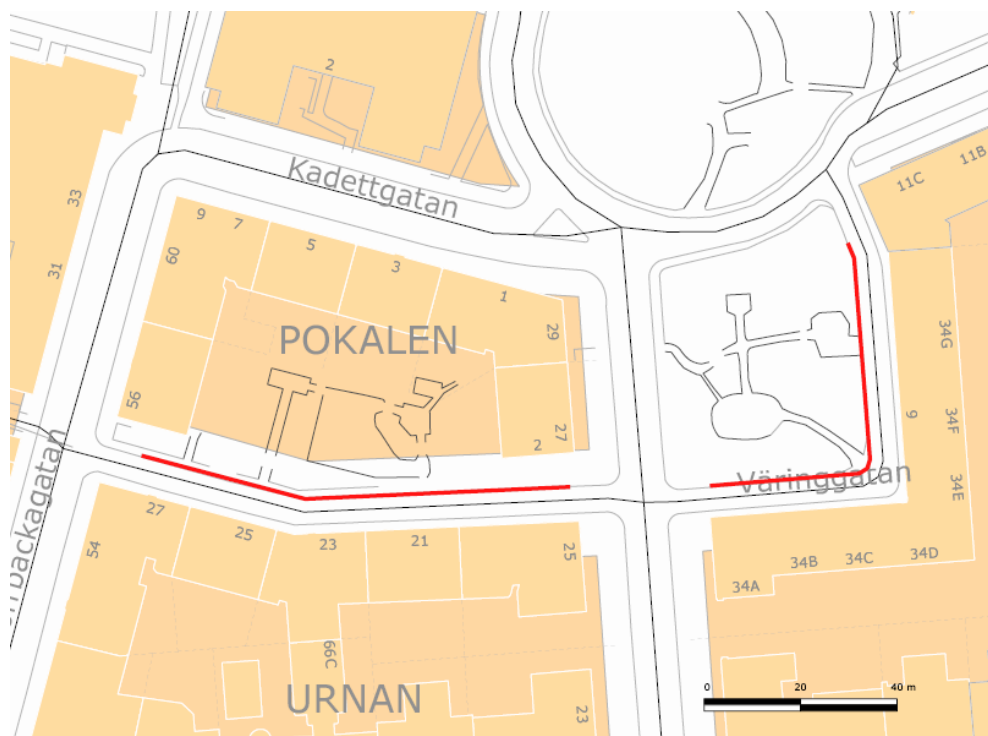 2
Kadettgatan
11B
11C
33
31
9
7
5
3
1
60
29
POKALEN
34G
56
2
27
9
34F
34E
Väringgatan
27
25
23
21
25
54
34A
34B
34C
34D
66C
URNAN
23
0
20
40 m